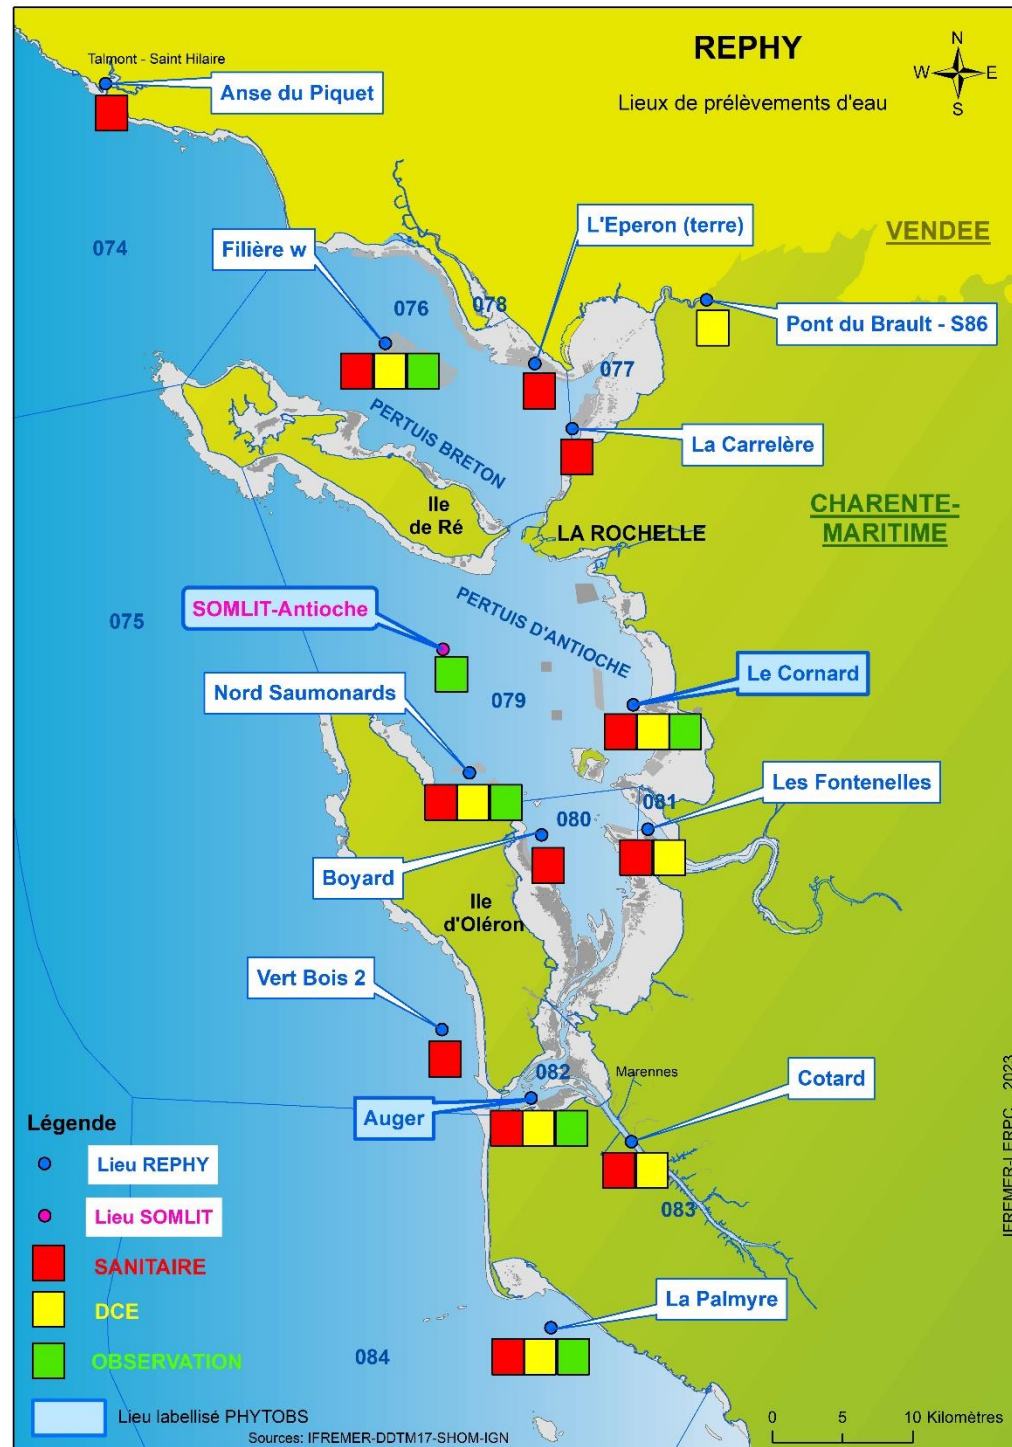 REPHY
Lieux de prélèvements d'eau
N
W
E
S
Talmont - Saint Hilaire
Anse du Piquet
L'Eperon (terre)
VENDEE
074
Filière w
076
078
Pont du Brault - S86
077
PERTUIS BRETON
La Carrelère
Ile
de Ré
CHARENTE-
MARITIME
LA ROCHELLE
SOMLIT-Antioche
075
PERTUIS D'ANTIOCHE
Nord Saumonards
079
Le Cornard
Les Fontenelles
081
080
Boyard
Ile
d'Oléron
Vert Bois 2
082
Marennes
Cotard
Auger
083
La Palmyre
084
Légende
Lieu REPHY
Lieu SOMLIT
SANITAIRE
DCE
OBSERVATION
Lieu labellisé PHYTOBS
Sources: IFREMER-DDTM17-SHOM-IGN
0 5 10 Kilomètres
IFREMER-LERPC 2023